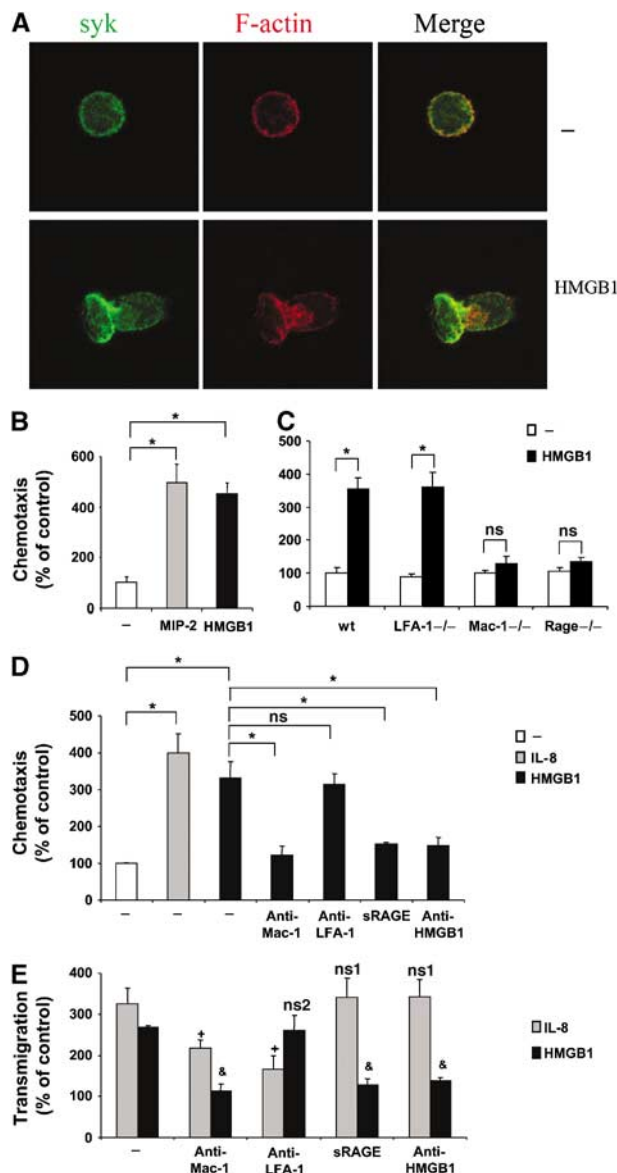 A
syk F-actin Merge
–
HMGB1
B
Chemotaxis
(% of control)
600
400
200
0
*
*
– MIP-2 HMGB1
C
– 
HMGB1
500
400
300
200
100
0
* * ns ns
wt LFA-1–/– Mac-1–/– Rage–/–
D
Chemotaxis
(% of control)
500
400
300
200
100
0
*
*
*
*
ns
*
–
IL-8
HMGB1
– – – Anti-Mac-1 Anti-LFA-1 sRAGE Anti-HMGB1
E
Transmigration
(% of control)
400
300
200
100
0
+ & + ns2 ns1 & ns1 &
IL-8
HMGB1
– Anti-Mac-1 Anti-LFA-1 sRAGE Anti-HMGB1